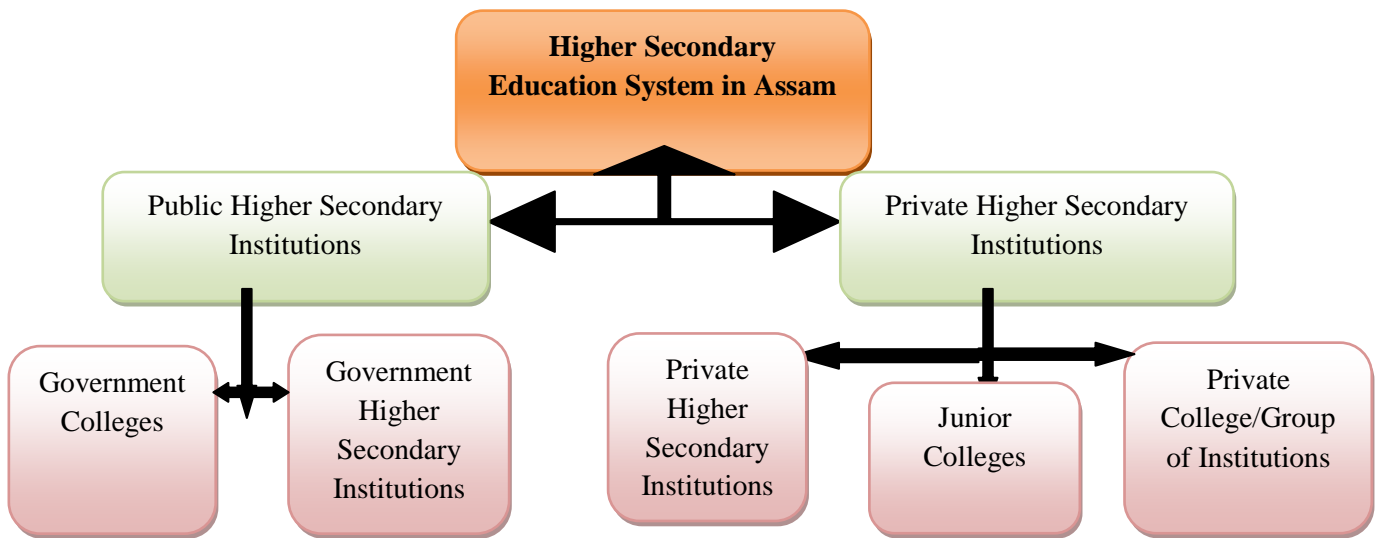 Higher Secondary
Education System in Assam
Public Higher Secondary
Institutions
Private Higher Secondary
Institutions
Government
Colleges
Government
Higher
Secondary
Institutions
Private
Higher
Secondary
Institutions
Junior
Colleges
Private
College/Group
of Institutions